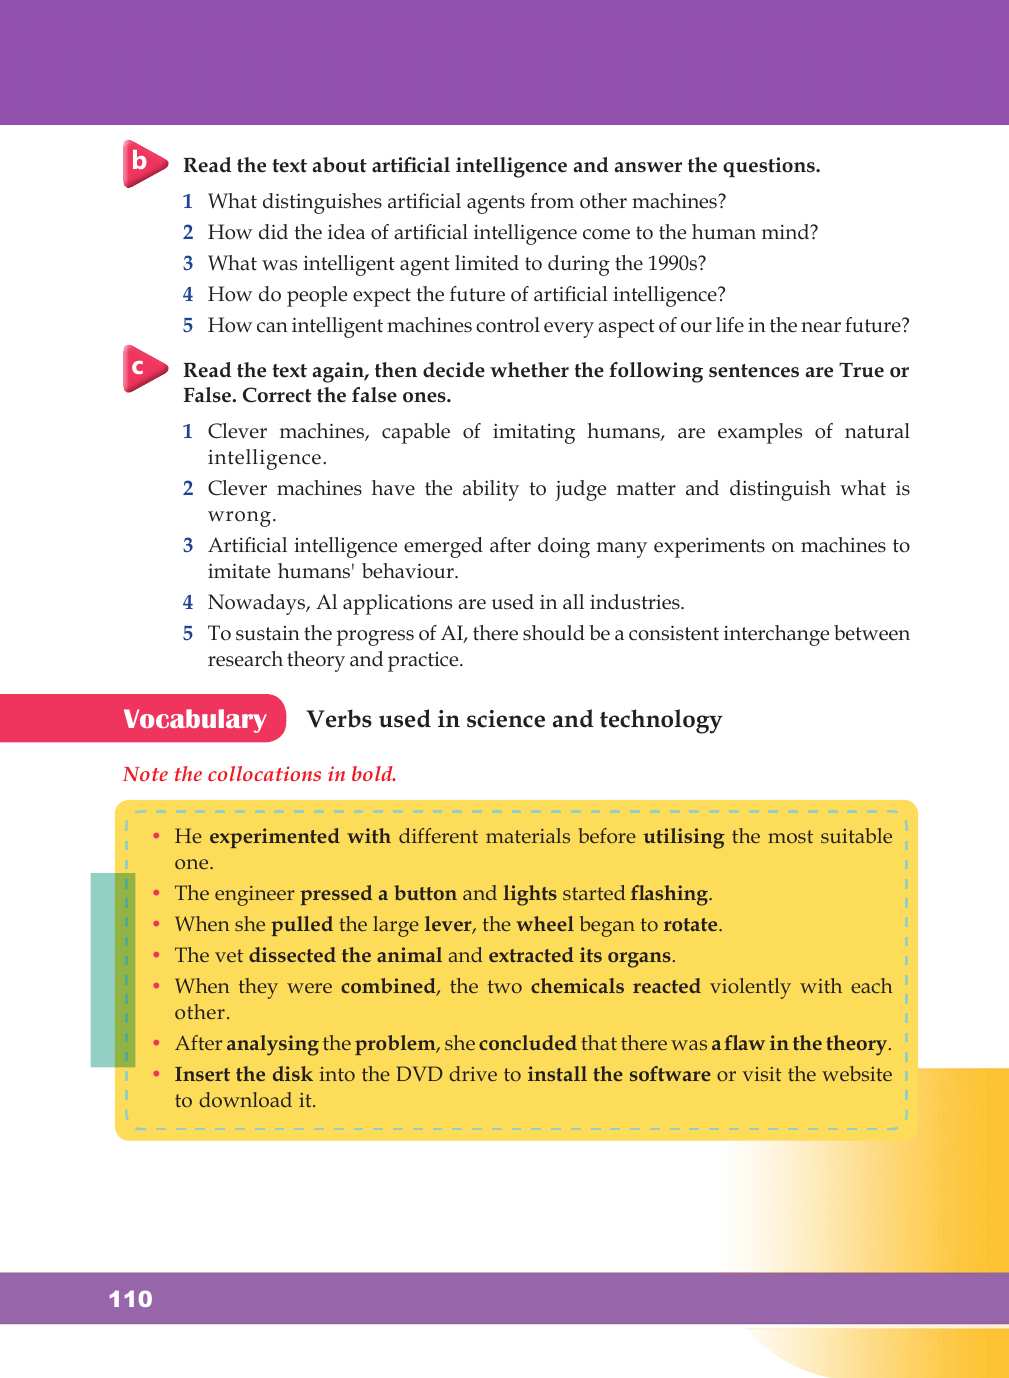 b
Read the text about artificial intelligence and answer the questions.
1 What distinguishes artificial agents from other machines?
2 How did the idea of artificial intelligence come to the human mind?
3 What was intelligent agent limited to during the 1990s?
4 How do people expect the future of artificial intelligence?
5 How can intelligent machines control every aspect of our life in the near future?
c
Read the text again, then decide whether the following sentences are True or
False. Correct the false ones.
1 Clever machines, capable of imitating humans, are examples of natural
intelligence.
2 Clever machines have the ability to judge matter and distinguish what is
wrong.
3 Artificial intelligence emerged after doing many experiments on machines to
imitate humans' behaviour.
4 Nowadays, Al applications are used in all industries.
5 To sustain the progress of AI, there should be a consistent interchange between
research theory and practice.
Vocabulary Verbs used in science and technology
Note the collocations in bold.
• He experimented with different materials before utilising the most suitable
one.
• The engineer pressed a button and lights started flashing.
• When she pulled the large lever, the wheel began to rotate.
• The vet dissected the animal and extracted its organs.
• When they were combined, the two chemicals reacted violently with each
other.
• After analysing the problem, she concluded that there was a flaw in the theory.
• Insert the disk into the DVD drive to install the software or visit the website
to download it.
110